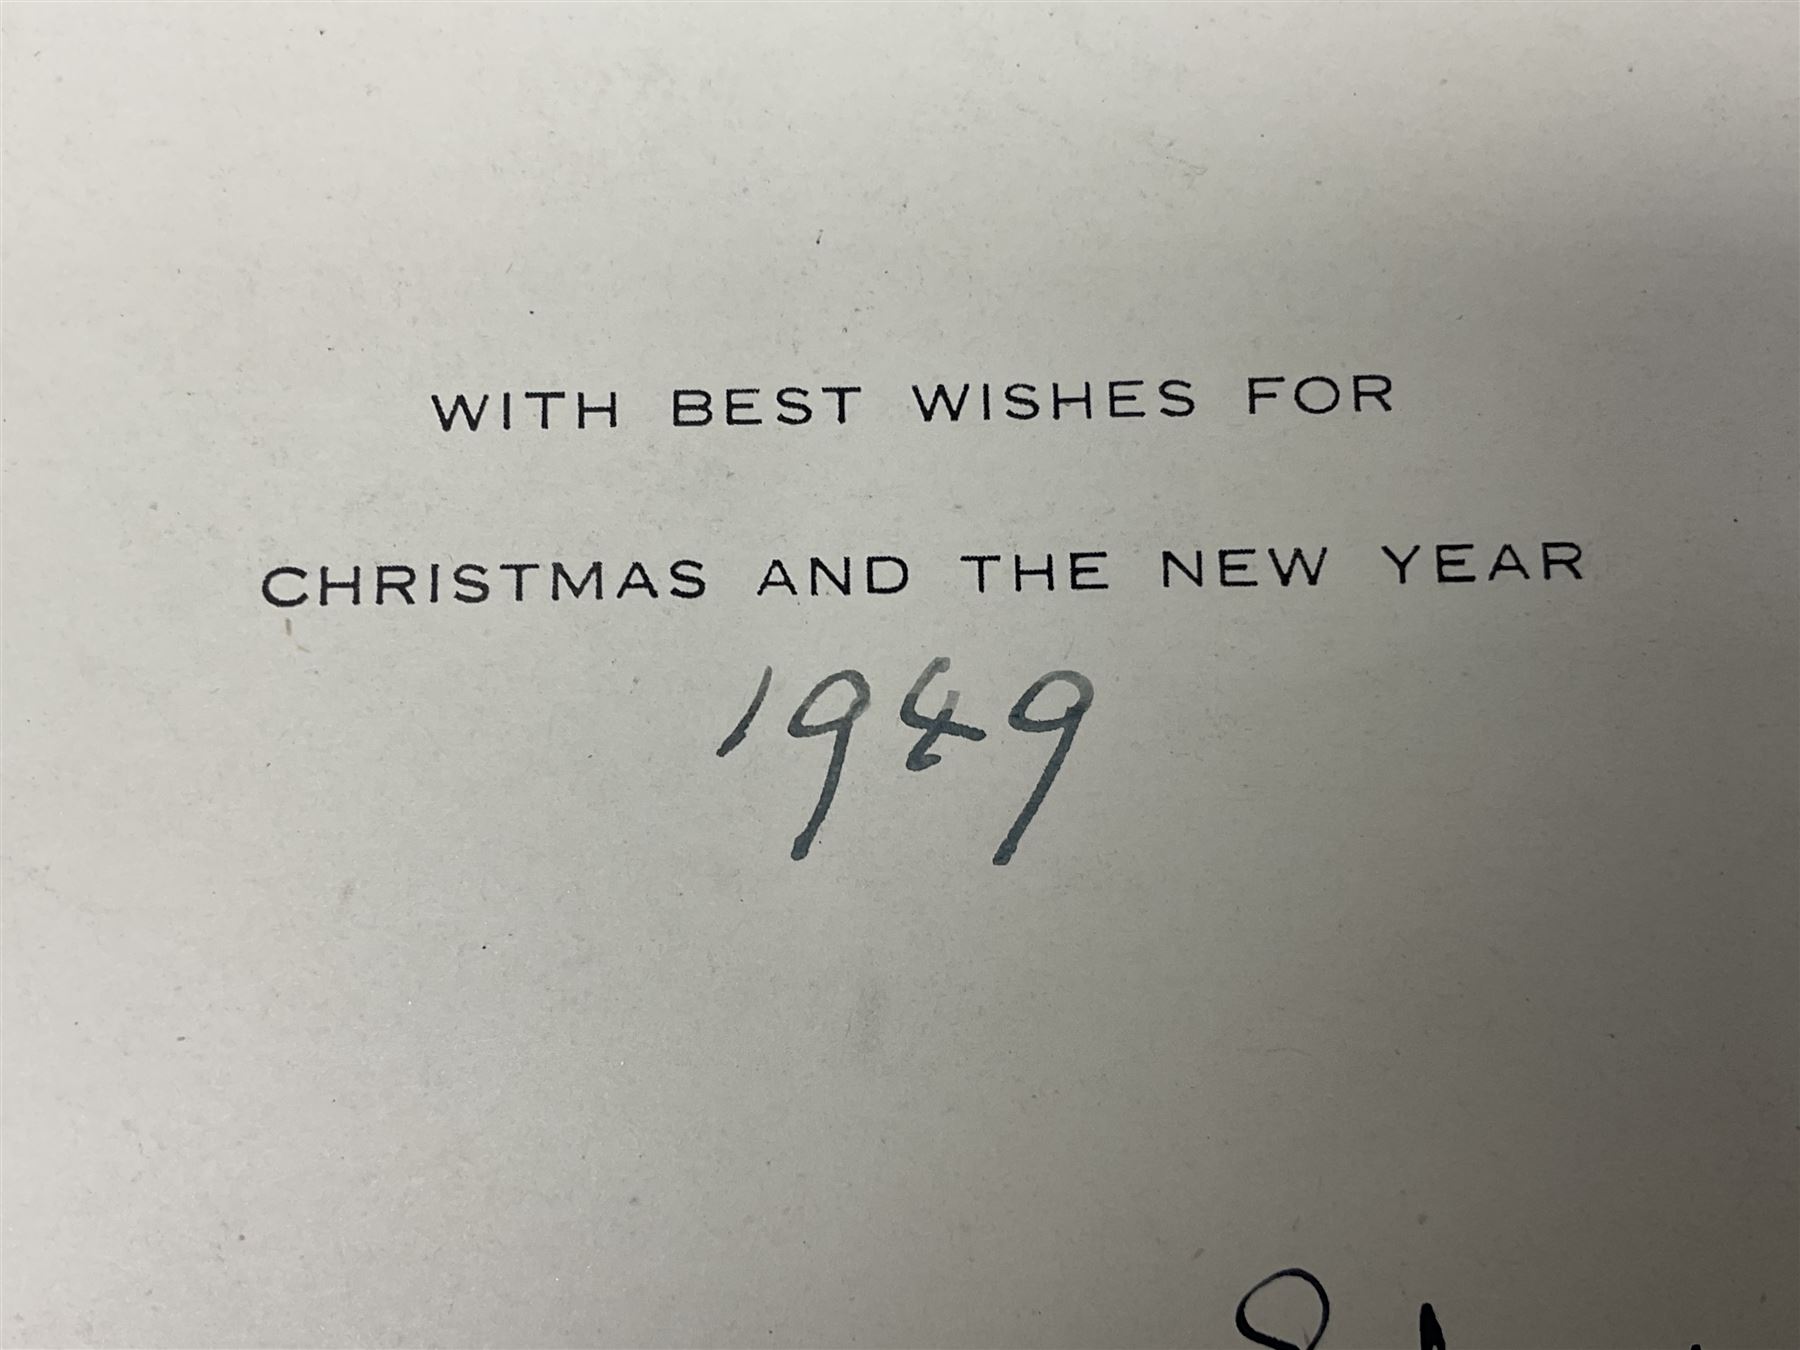 WITH BEST WISHES FOR
CHRISTMAS AND THE NEW YEAR
1949